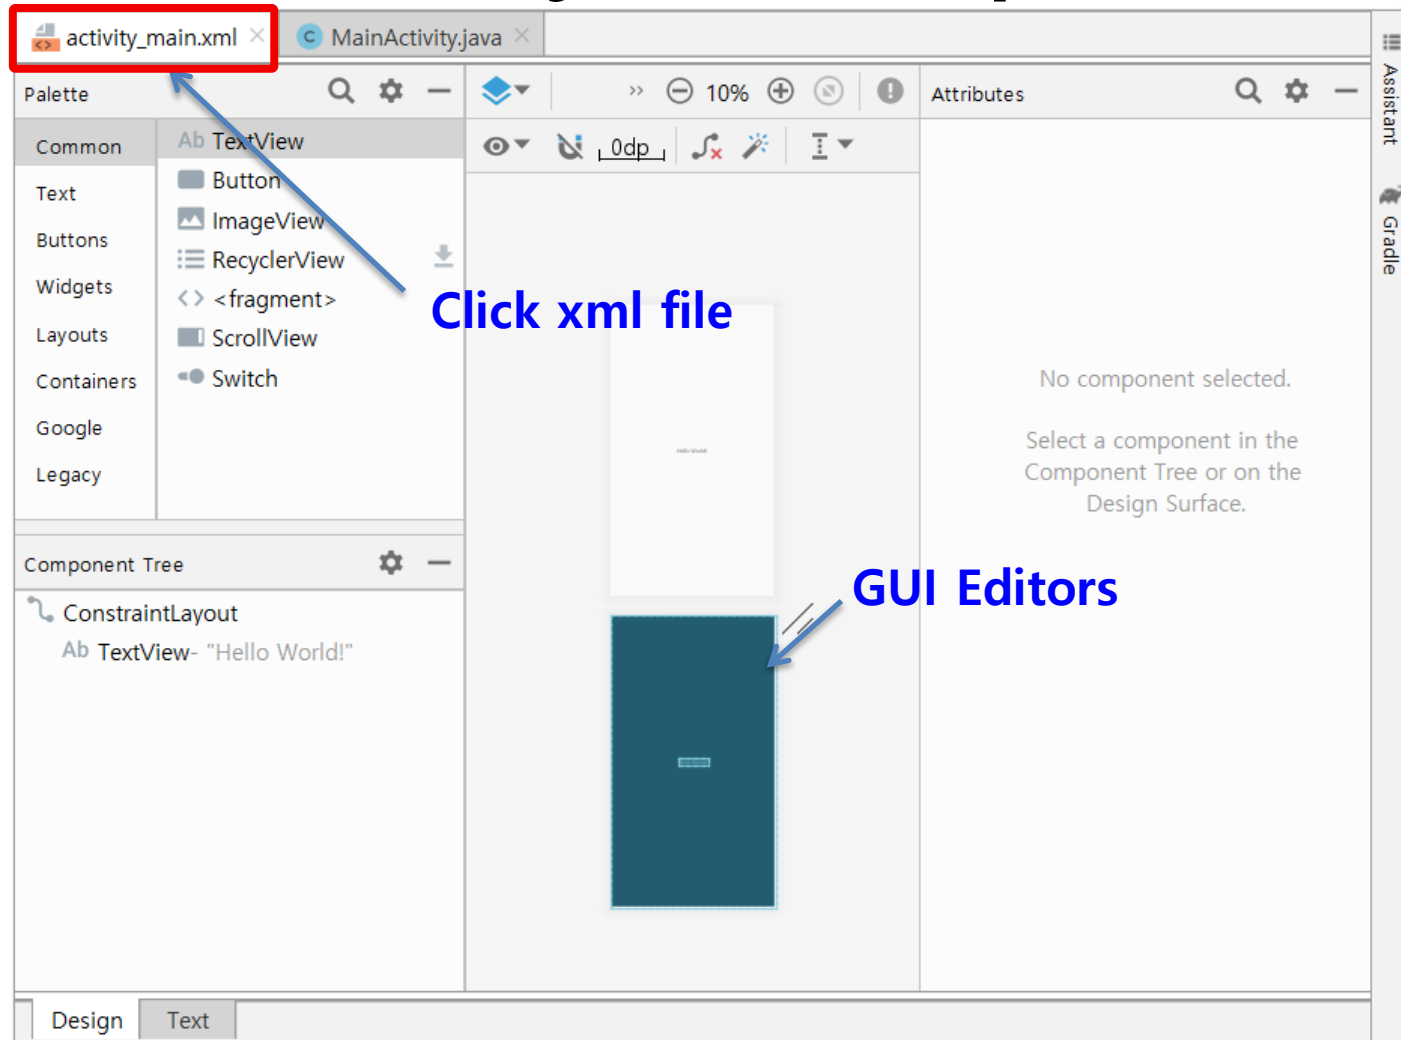 activity_main.xml
MainActivity.java
Palette
10%
Attributes
Assistant
Gradle
Common
Text
Buttons
Widgets
Layouts
Containers
Google
Legacy
Ab TextView
Button
ImageView
RecyclerView
<> <fragment>
ScrollView
Switch
0dp
Click xml file
Hello World!
No component selected.
Select a component in the
Component Tree or on the
Design Surface.
GUI Editors
Component Tree
ConstraintLayout
Ab TextView- "Hello World!"
Design
Text